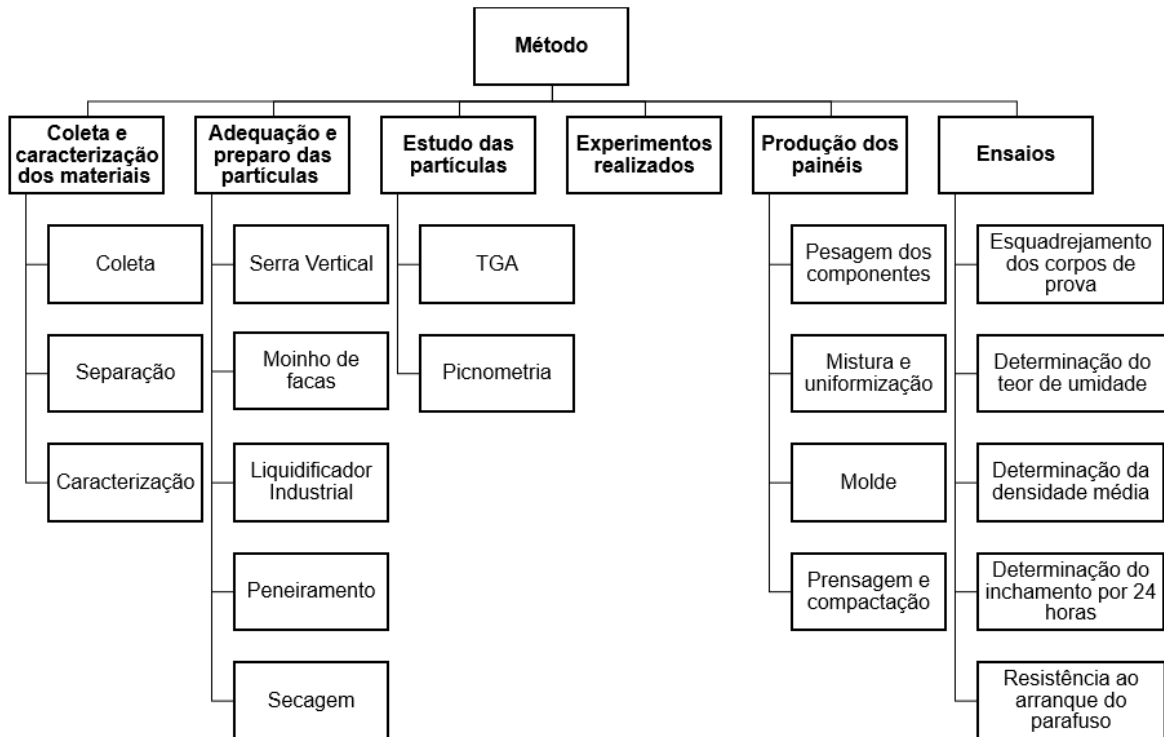 Método
Coleta e
caracterização
dos materiais
Coleta
Separação
Caracterização
Adequação e
preparo das
partículas
Serra Vertical
Moinho de
facas
Liquidificador
Industrial
Peneiramento
Secagem
Estudo das
partículas
TGA
Picnometria
Experimentos
realizados
Produção dos
painéis
Pesagem dos
componentes
Mistura e
uniformização
Molde
Prensagem e
compactação
Ensaios
Esquadrejamento
dos corpos de
prova
Determinação do
teor de umidade
Determinação da
densidade média
Determinação do
inchamento por 24
horas
Resistência ao
arranque do
parafuso